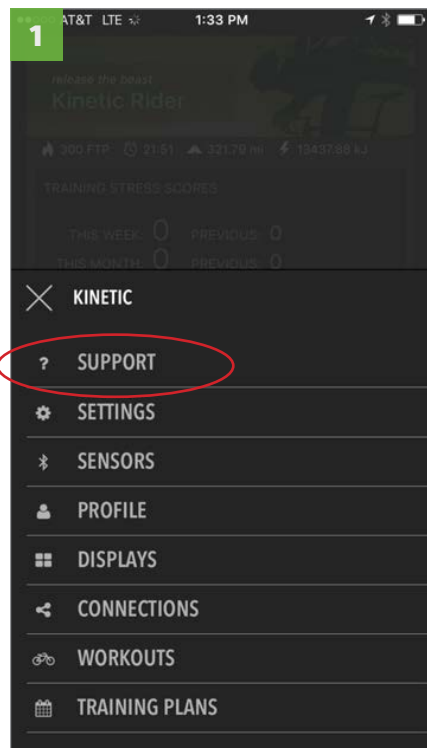 1
AT&T LTE 1:33 PM
release the beast
Kinetic Rider
300 FTP 21:51 321.79 mi 13437.88 kJ
TRAINING STRESS SCORES
THIS WEEK: 0 PREVIOUS: 0
THIS MONTH: 0 PREVIOUS: 0
KINETIC
? SUPPORT
SETTINGS
SENSORS
PROFILE
DISPLAYS
CONNECTIONS
WORKOUTS
TRAINING PLANS